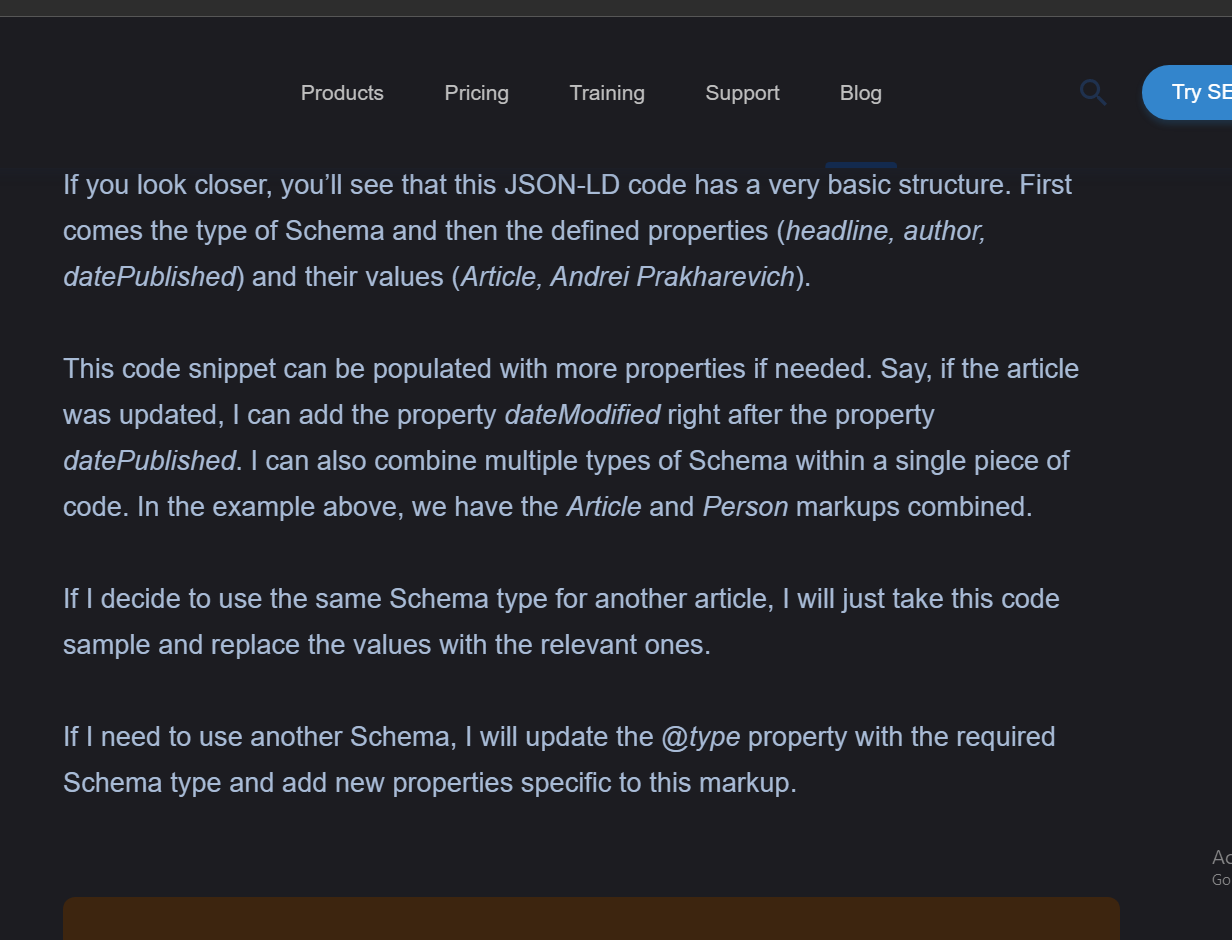 Products Pricing Training Support Blog Try SE
If you look closer, you’ll see that this JSON-LD code has a very basic structure. First
comes the type of Schema and then the defined properties (headline, author,
datePublished) and their values (Article, Andrei Prakharevich).
This code snippet can be populated with more properties if needed. Say, if the article
was updated, I can add the property dateModified right after the property
datePublished. I can also combine multiple types of Schema within a single piece of
code. In the example above, we have the Article and Person markups combined.
If I decide to use the same Schema type for another article, I will just take this code
sample and replace the values with the relevant ones.
If I need to use another Schema, I will update the @type property with the required
Schema type and add new properties specific to this markup.
Ac
Go